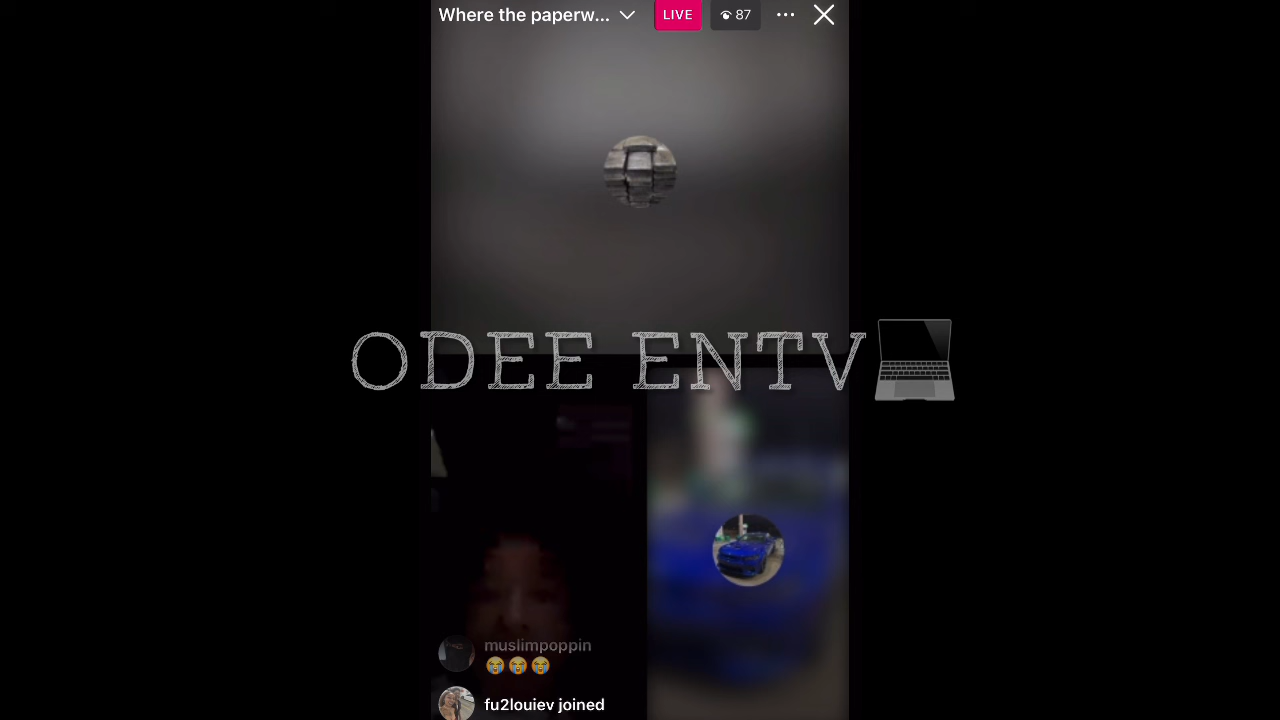 Where the paperw...
LIVE
87
ODEE ENTV
muslimpoppin
😭😭😭
fu2louiev joined